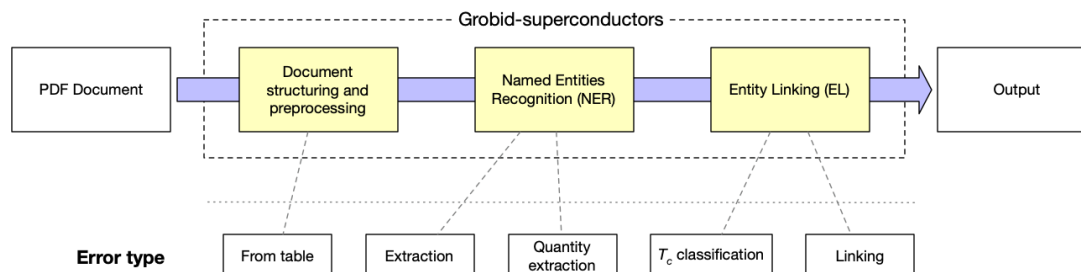 Grobid-superconductors
PDF Document
Document
structuring and
preprocessing
Named Entities
Recognition (NER)
Entity Linking (EL)
Output
Error type
From table
Extraction
Quantity
extraction
Tc classification
Linking